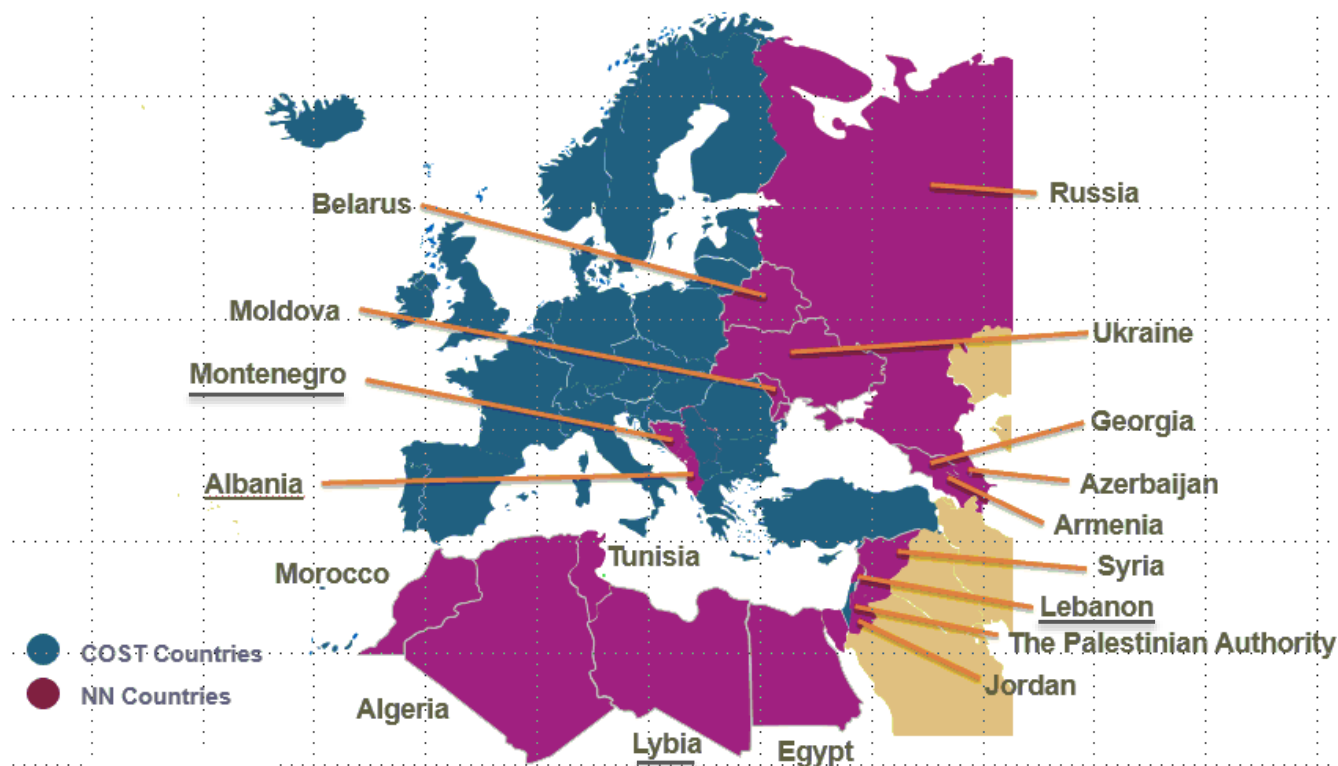 Russia
Belarus
Moldova
Ukraine
Montenegro
Georgia
Albania
Azerbaijan
Armenia
Tunisia
Syria
Morocco
Lebanon
The Palestinian Authority
COST Countries
Jordan
NN Countries
Algeria
Lybia
Egypt